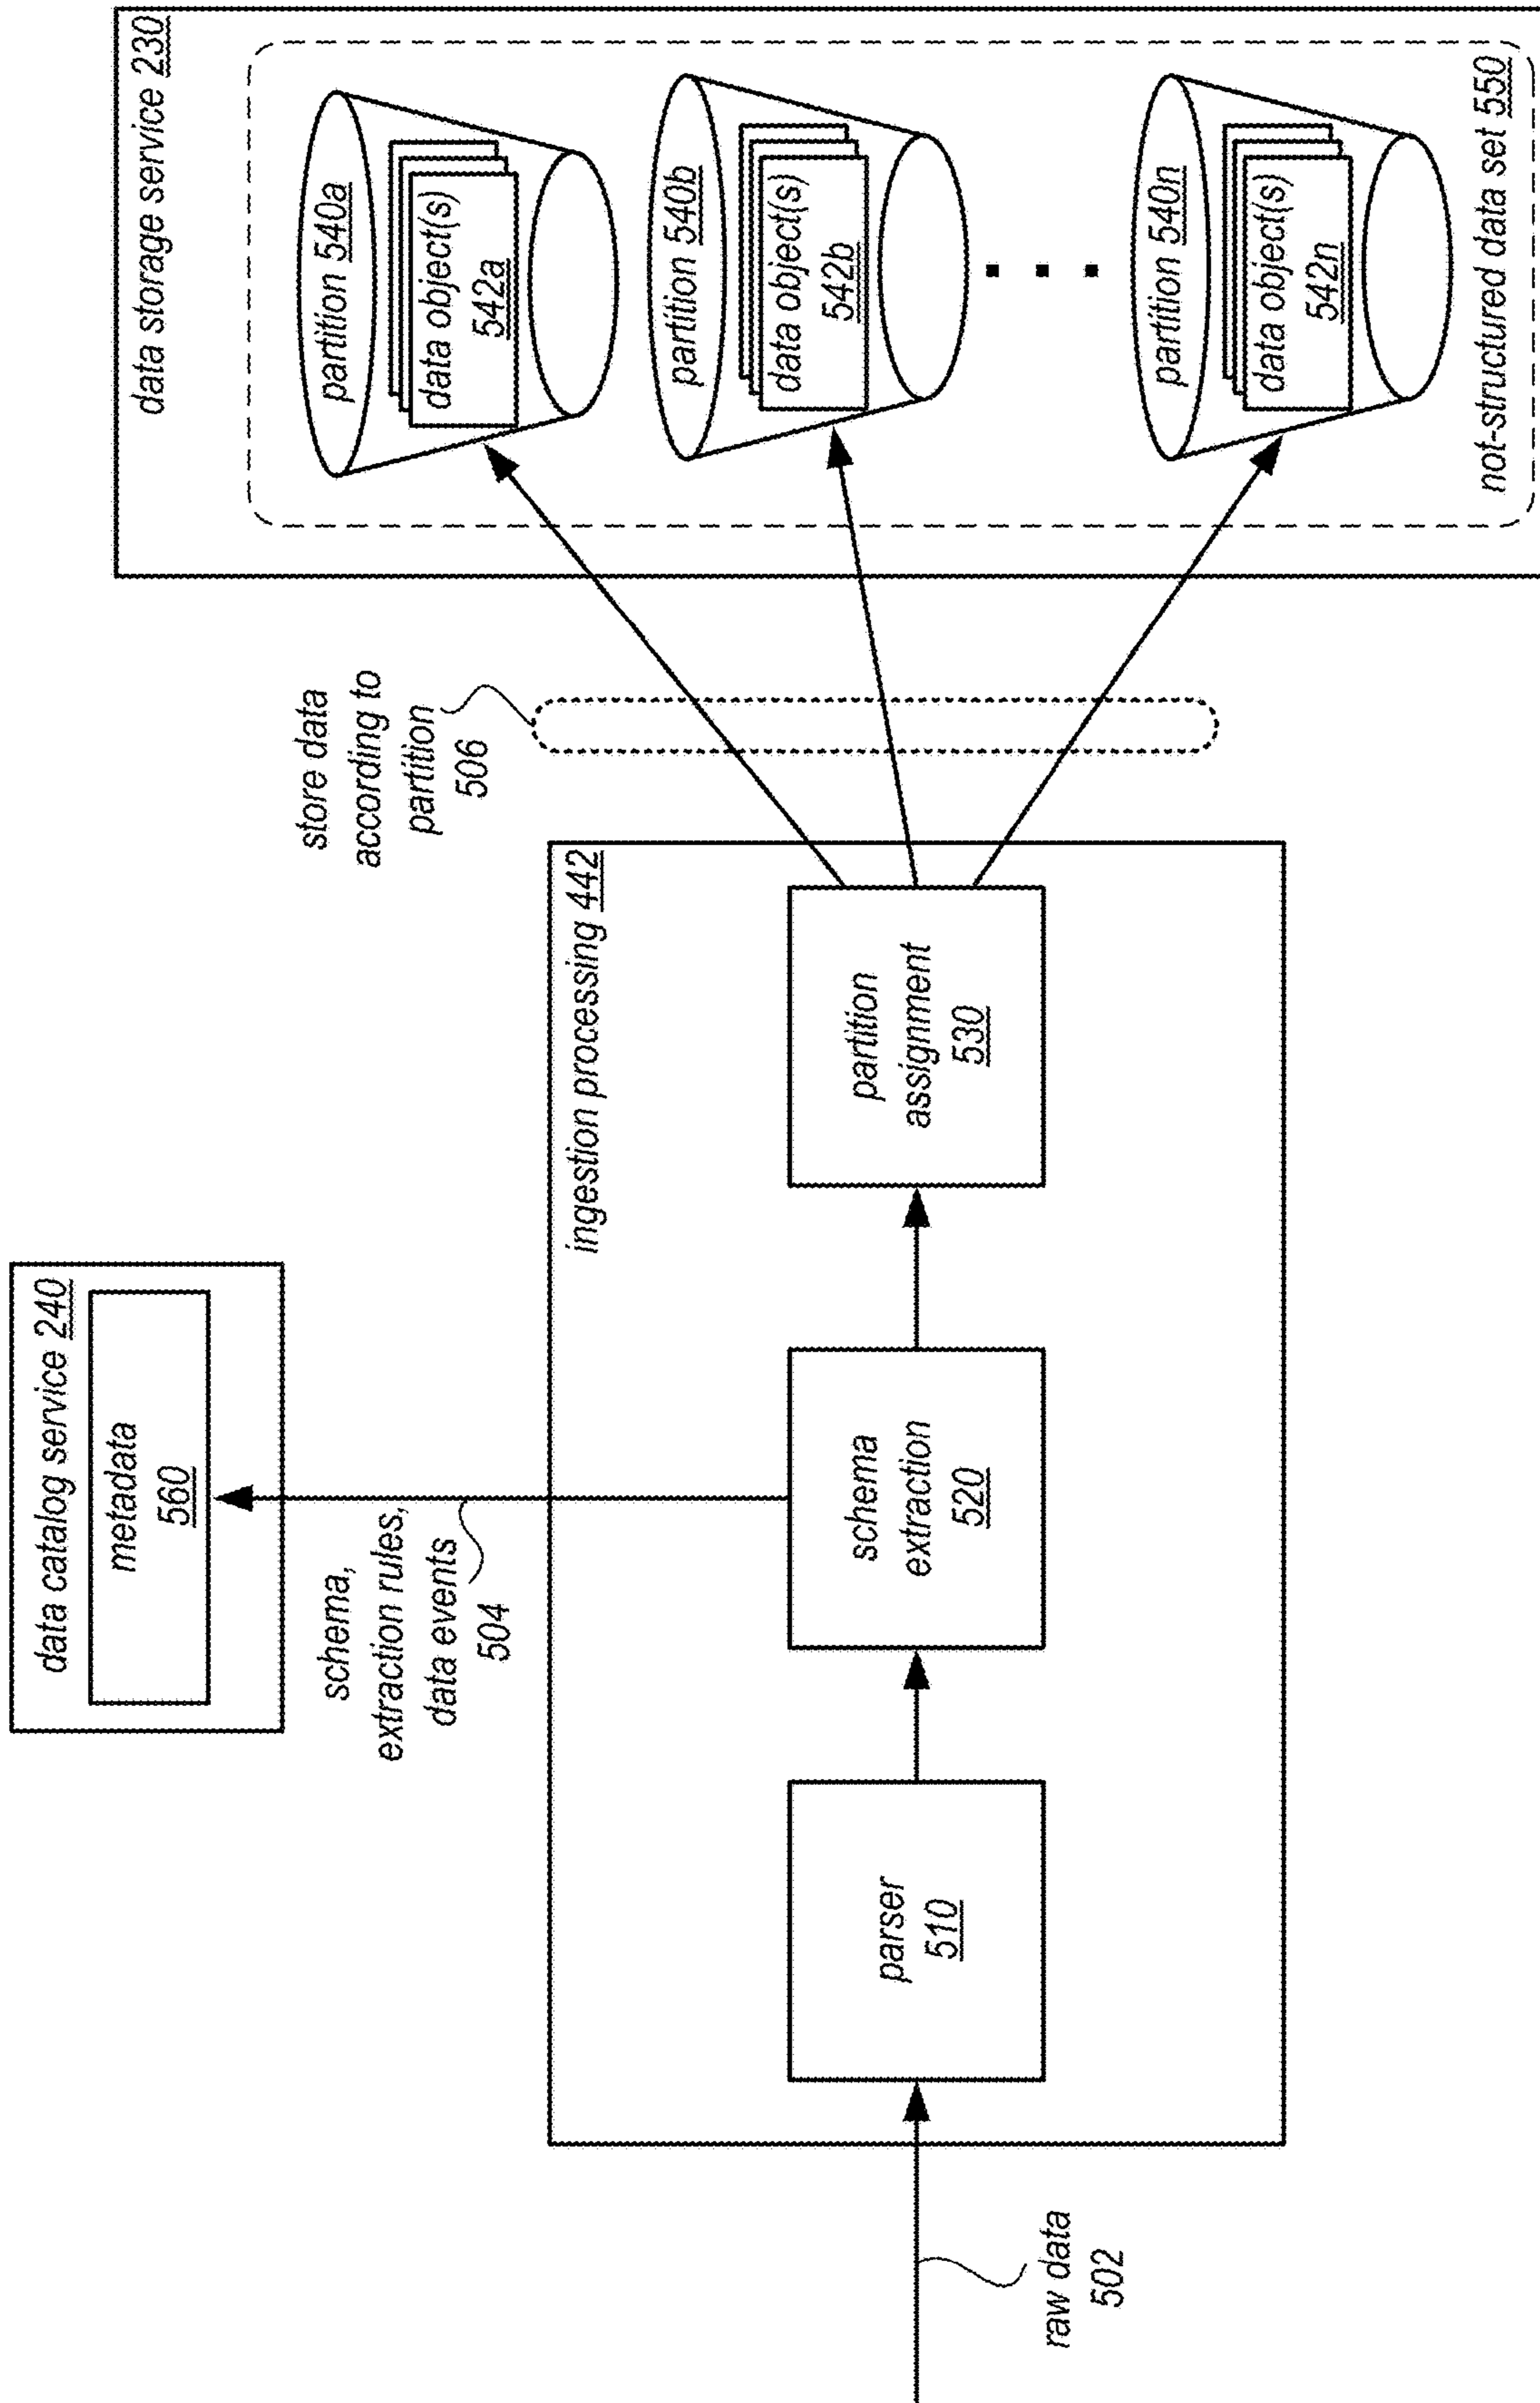 data catalog service 240
metadata
560
schema,
extraction rules,
data events
504
store data
according to
partition
506
data storage service 230
partition 540a
data object(s)
542a
partition 540b
data object(s)
542b
partition 540n
data object(s)
542n
not-structured data set 550
ingestion processing 442
parser
510
schema
extraction
520
partition
assignment
530
raw data
502